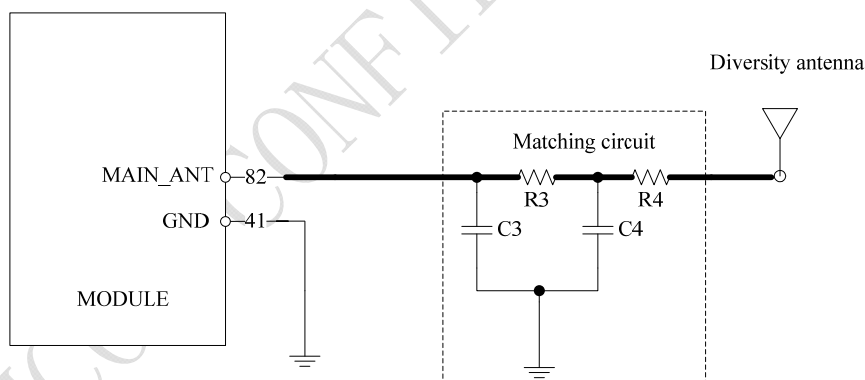 Diversity antenna
Matching circuit
MAIN_ANT 82
R3 R4
GND 41
C3 C4
MODULE